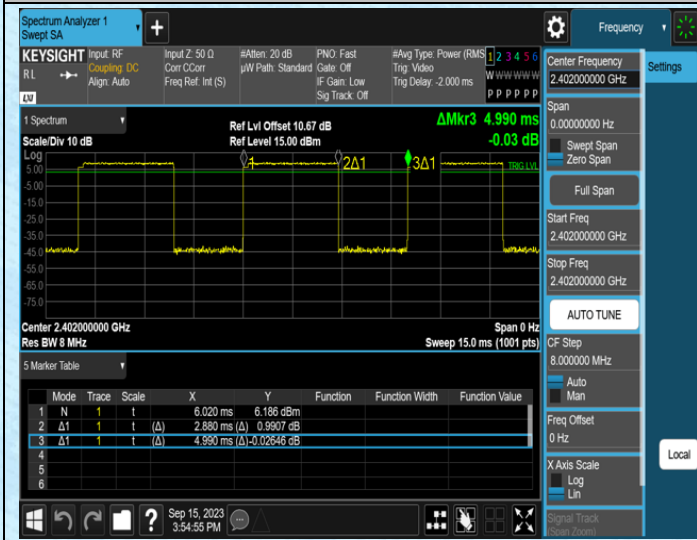 Spectrum Analyzer 1
Swept SA
+
Frequency
KEYSIGHT
RL
LXI
Input: RF
Coupling: DC
Align: Auto
Input Z: 50 Ω
Corr CCorr
Freq Ref: Int (S)
#Atten: 20 dB
µW Path: Standard
PNO: Fast
Gate: Off
IF Gain: Low
Sig Track: Off
#Avg Type: Power (RMS
Trig: Video
Trig Delay: -2.000 ms
1 2 3 4 5 6
W W W W W W
P P P P P P
1 Spectrum
Scale/Div 10 dB
Ref Lvl Offset 10.67 dB
Ref Level 15.00 dBm
ΔMkr3 4.990 ms
-0.03 dB
Log
5.00
-5.00
-15.0
-25.0
-35.0
-45.0
-55.0
-65.0
-75.0
1
2Δ1
3Δ1
TRIG LVL
Center 2.402000000 GHz
Res BW 8 MHz
Span 0 Hz
Sweep 15.0 ms (1001 pts)
5 Marker Table
Mode Trace Scale X Y Function Function Width Function Value
1 N 1 t 6.020 ms 6.186 dBm
2 Δ1 1 t (Δ) 2.880 ms (Δ) 0.9907 dB
3 Δ1 1 t (Δ) 4.990 ms (Δ) -0.02646 dB
4
5
6
?
Sep 15, 2023
3:54:55 PM
Center Frequency
2.402000000 GHz
Span
0.00000000 Hz
Swept Span
Zero Span
Full Span
Start Freq
2.402000000 GHz
Stop Freq
2.402000000 GHz
AUTO TUNE
CF Step
8.000000 MHz
Auto
Man
Freq Offset
0 Hz
X Axis Scale
Log
Lin
Signal Track
(Span Zoom)
Settings
Local